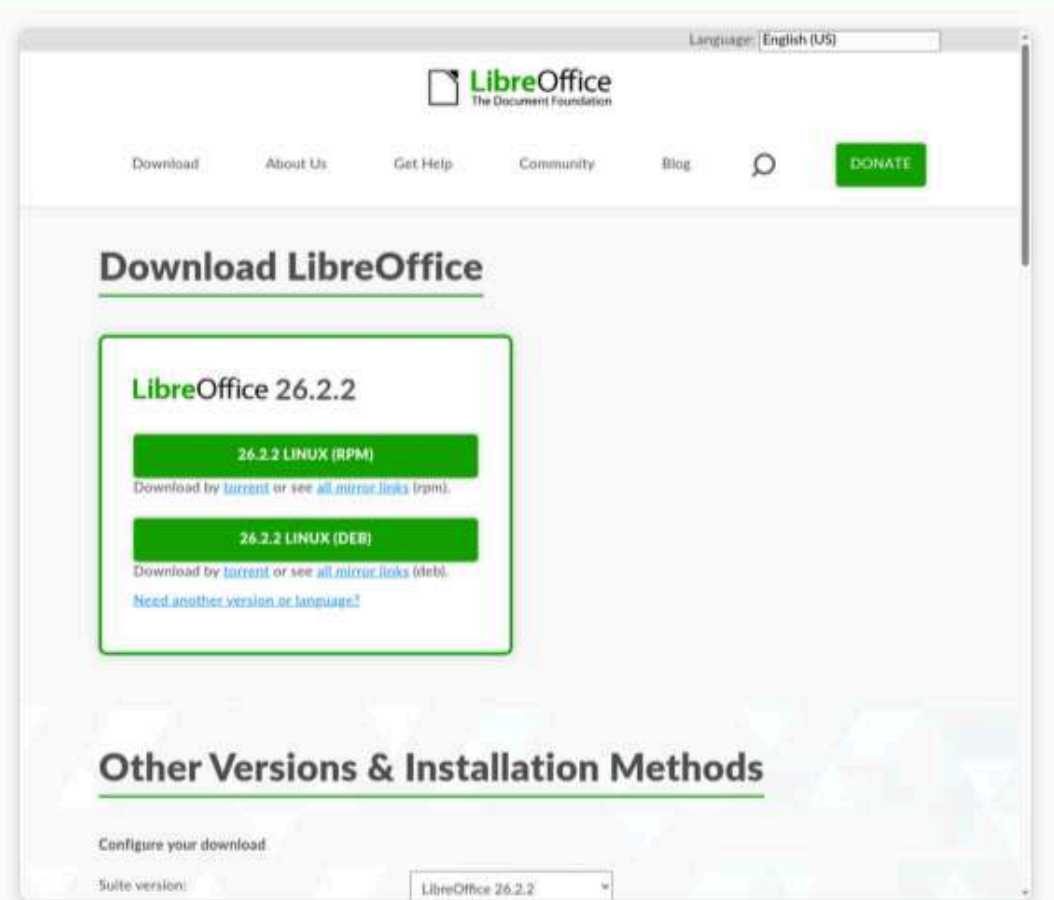 Language: English (US)
LibreOffice
The Document Foundation
Download About Us Get Help Community Blog DONATE
Download LibreOffice
LibreOffice 26.2.2
26.2.2 LINUX (RPM)
Download by torrent or see all mirror links (rpm).
26.2.2 LINUX (DEB)
Download by torrent or see all mirror links (deb).
Need another version or language?
Other Versions & Installation Methods
Configure your download
Suite version: LibreOffice 26.2.2